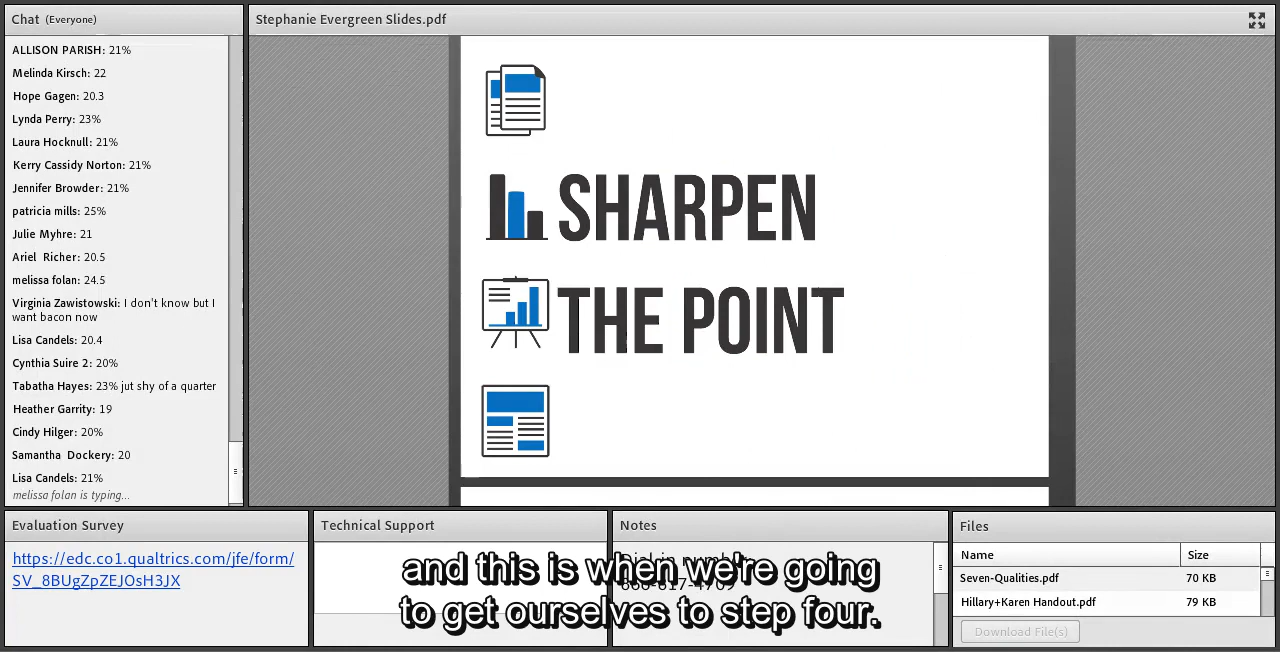 Chat (Everyone)
ALLISON PARISH: 21%
Melinda Kirsch: 22
Hope Gagen: 20.3
Lynda Perry: 23%
Laura Hocknull: 21%
Kerry Cassidy Norton: 21%
Jennifer Browder: 21%
patricia mills: 25%
Julie Myhre: 21
Ariel Richer: 20.5
melissa folan: 24.5
Virginia Zawistowski: I don't know but I
want bacon now
Lisa Candels: 20.4
Cynthia Suire 2: 20%
Tabatha Hayes: 23% jut shy of a quarter
Heather Garrity: 19
Cindy Hilger: 20%
Samantha Dockery: 20
Lisa Candels: 21%
melissa folan is typing...
Stephanie Evergreen Slides.pdf
SHARPEN
THE POINT
Evaluation Survey
https://edc.co1.qualtrics.com/jfe/form/
SV_8BUgZpZEJOsH3JX
Technical Support
Notes
Dial-in number
and this is when we're going
to get ourselves to step four.
Files
Name Size
Seven-Qualities.pdf 70 KB
Hillary+Karen Handout.pdf 79 KB
Download File(s)